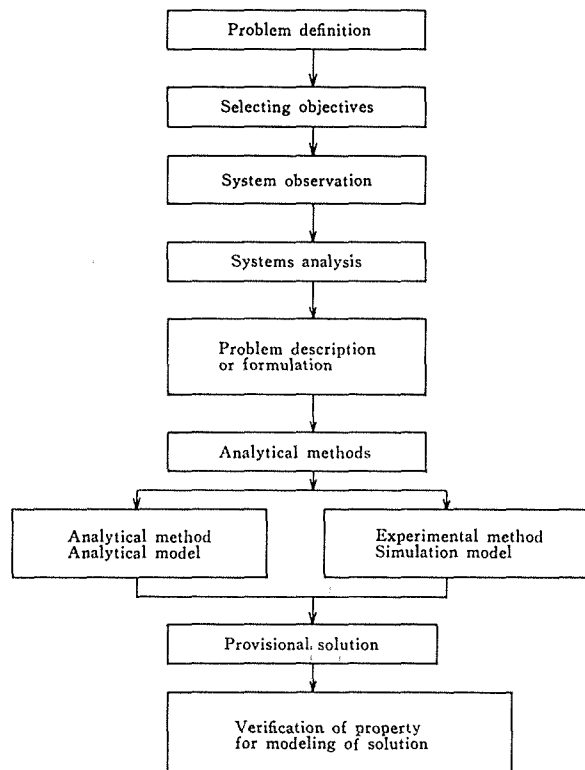 Problem definition
Selecting objectives
System observation
Systems analysis
Problem description
or formulation
Analytical methods
Analytical method
Analytical model
Experimental method
Simulation model
Provisional solution
Verification of property
for modeling of solution